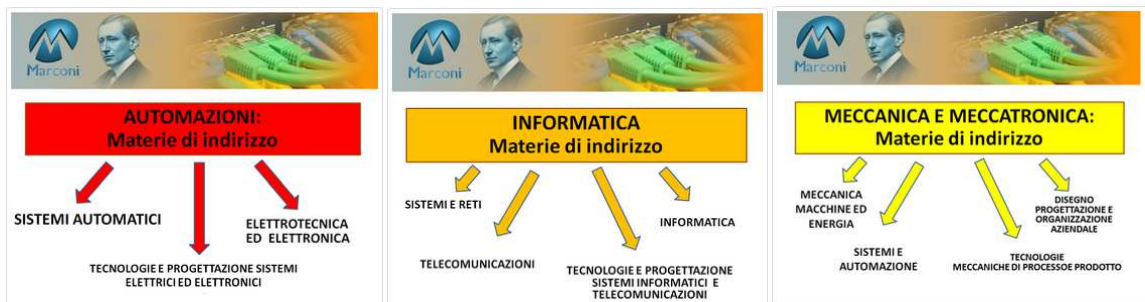 Marconi
AUTOMAZIONI:
Materie di indirizzo
SISTEMI AUTOMATICI
ELETTROTECNICA
ED ELETTRONICA
TECNOLOGIE E PROGETTAZIONE SISTEMI
ELETTRICI ED ELETTRONICI
Marconi
INFORMATICA
Materie di indirizzo
SISTEMI E RETI
INFORMATICA
TELECOMUNICAZIONI
TECNOLOGIE E PROGETTAZIONE
SISTEMI INFORMATICI E
TELECOMUNICAZIONI
Marconi
MECCANICA E MECCATRONICA:
Materie di indirizzo
MECCANICA
MACCHINE ED
ENERGIA
DISEGNO
PROGETTAZIONE E
ORGANIZZAZIONE
AZIENDALE
SISTEMI E
AUTOMAZIONE
TECNOLOGIE
MECCANICHE DI PROCESSOE PRODOTTO